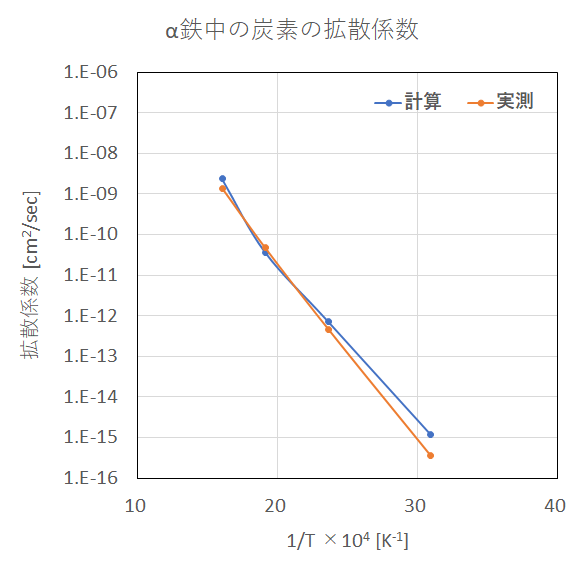 α鉄中の炭素の拡散係数
計算
実測
1.E-06
1.E-07
1.E-08
1.E-09
1.E-10
1.E-11
1.E-12
1.E-13
1.E-14
1.E-15
1.E-16
拡散係数 [cm²/sec]
10 20 30 40
1/T ×10⁴ [K⁻¹]